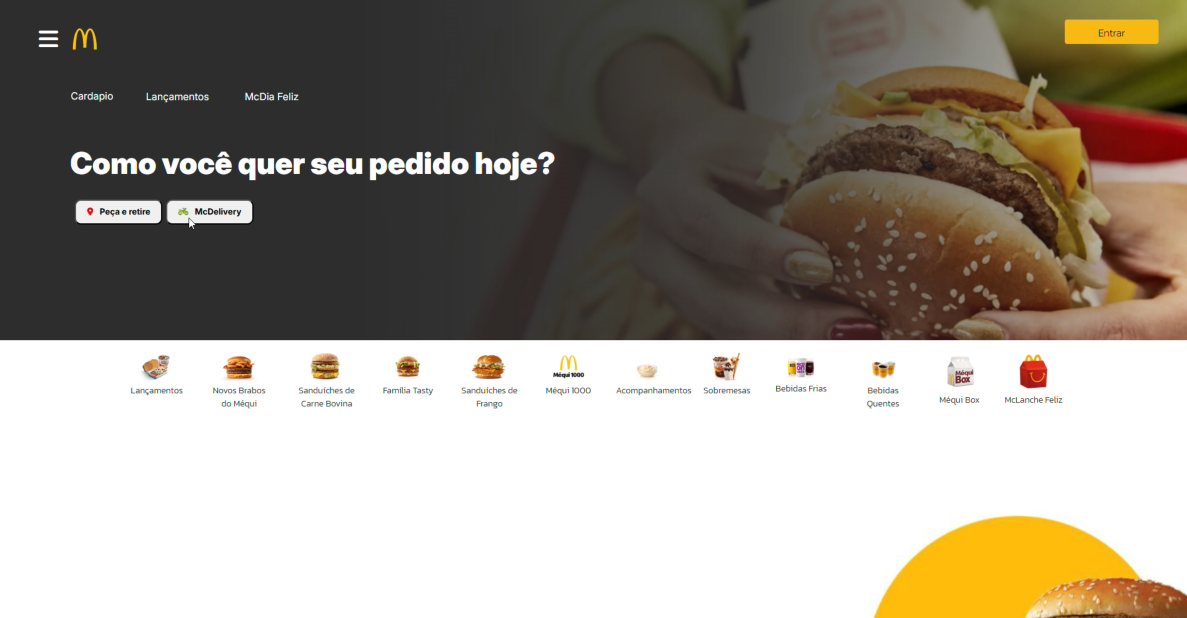 Entrar
Cardapio
Lançamentos
McDia Feliz
Como você quer seu pedido hoje?
Peça e retire
McDelivery
Méqui 1000
Méqui
Box
Lançamentos
Novos Brabos
do Méqui
Sanduíches de
Carne Bovina
Família Tasty
Sanduíches de
Frango
Méqui 1000
Acompanhamentos
Sobremesas
Bebidas Frias
Bebidas
Quentes
Méqui Box
McLanche Feliz